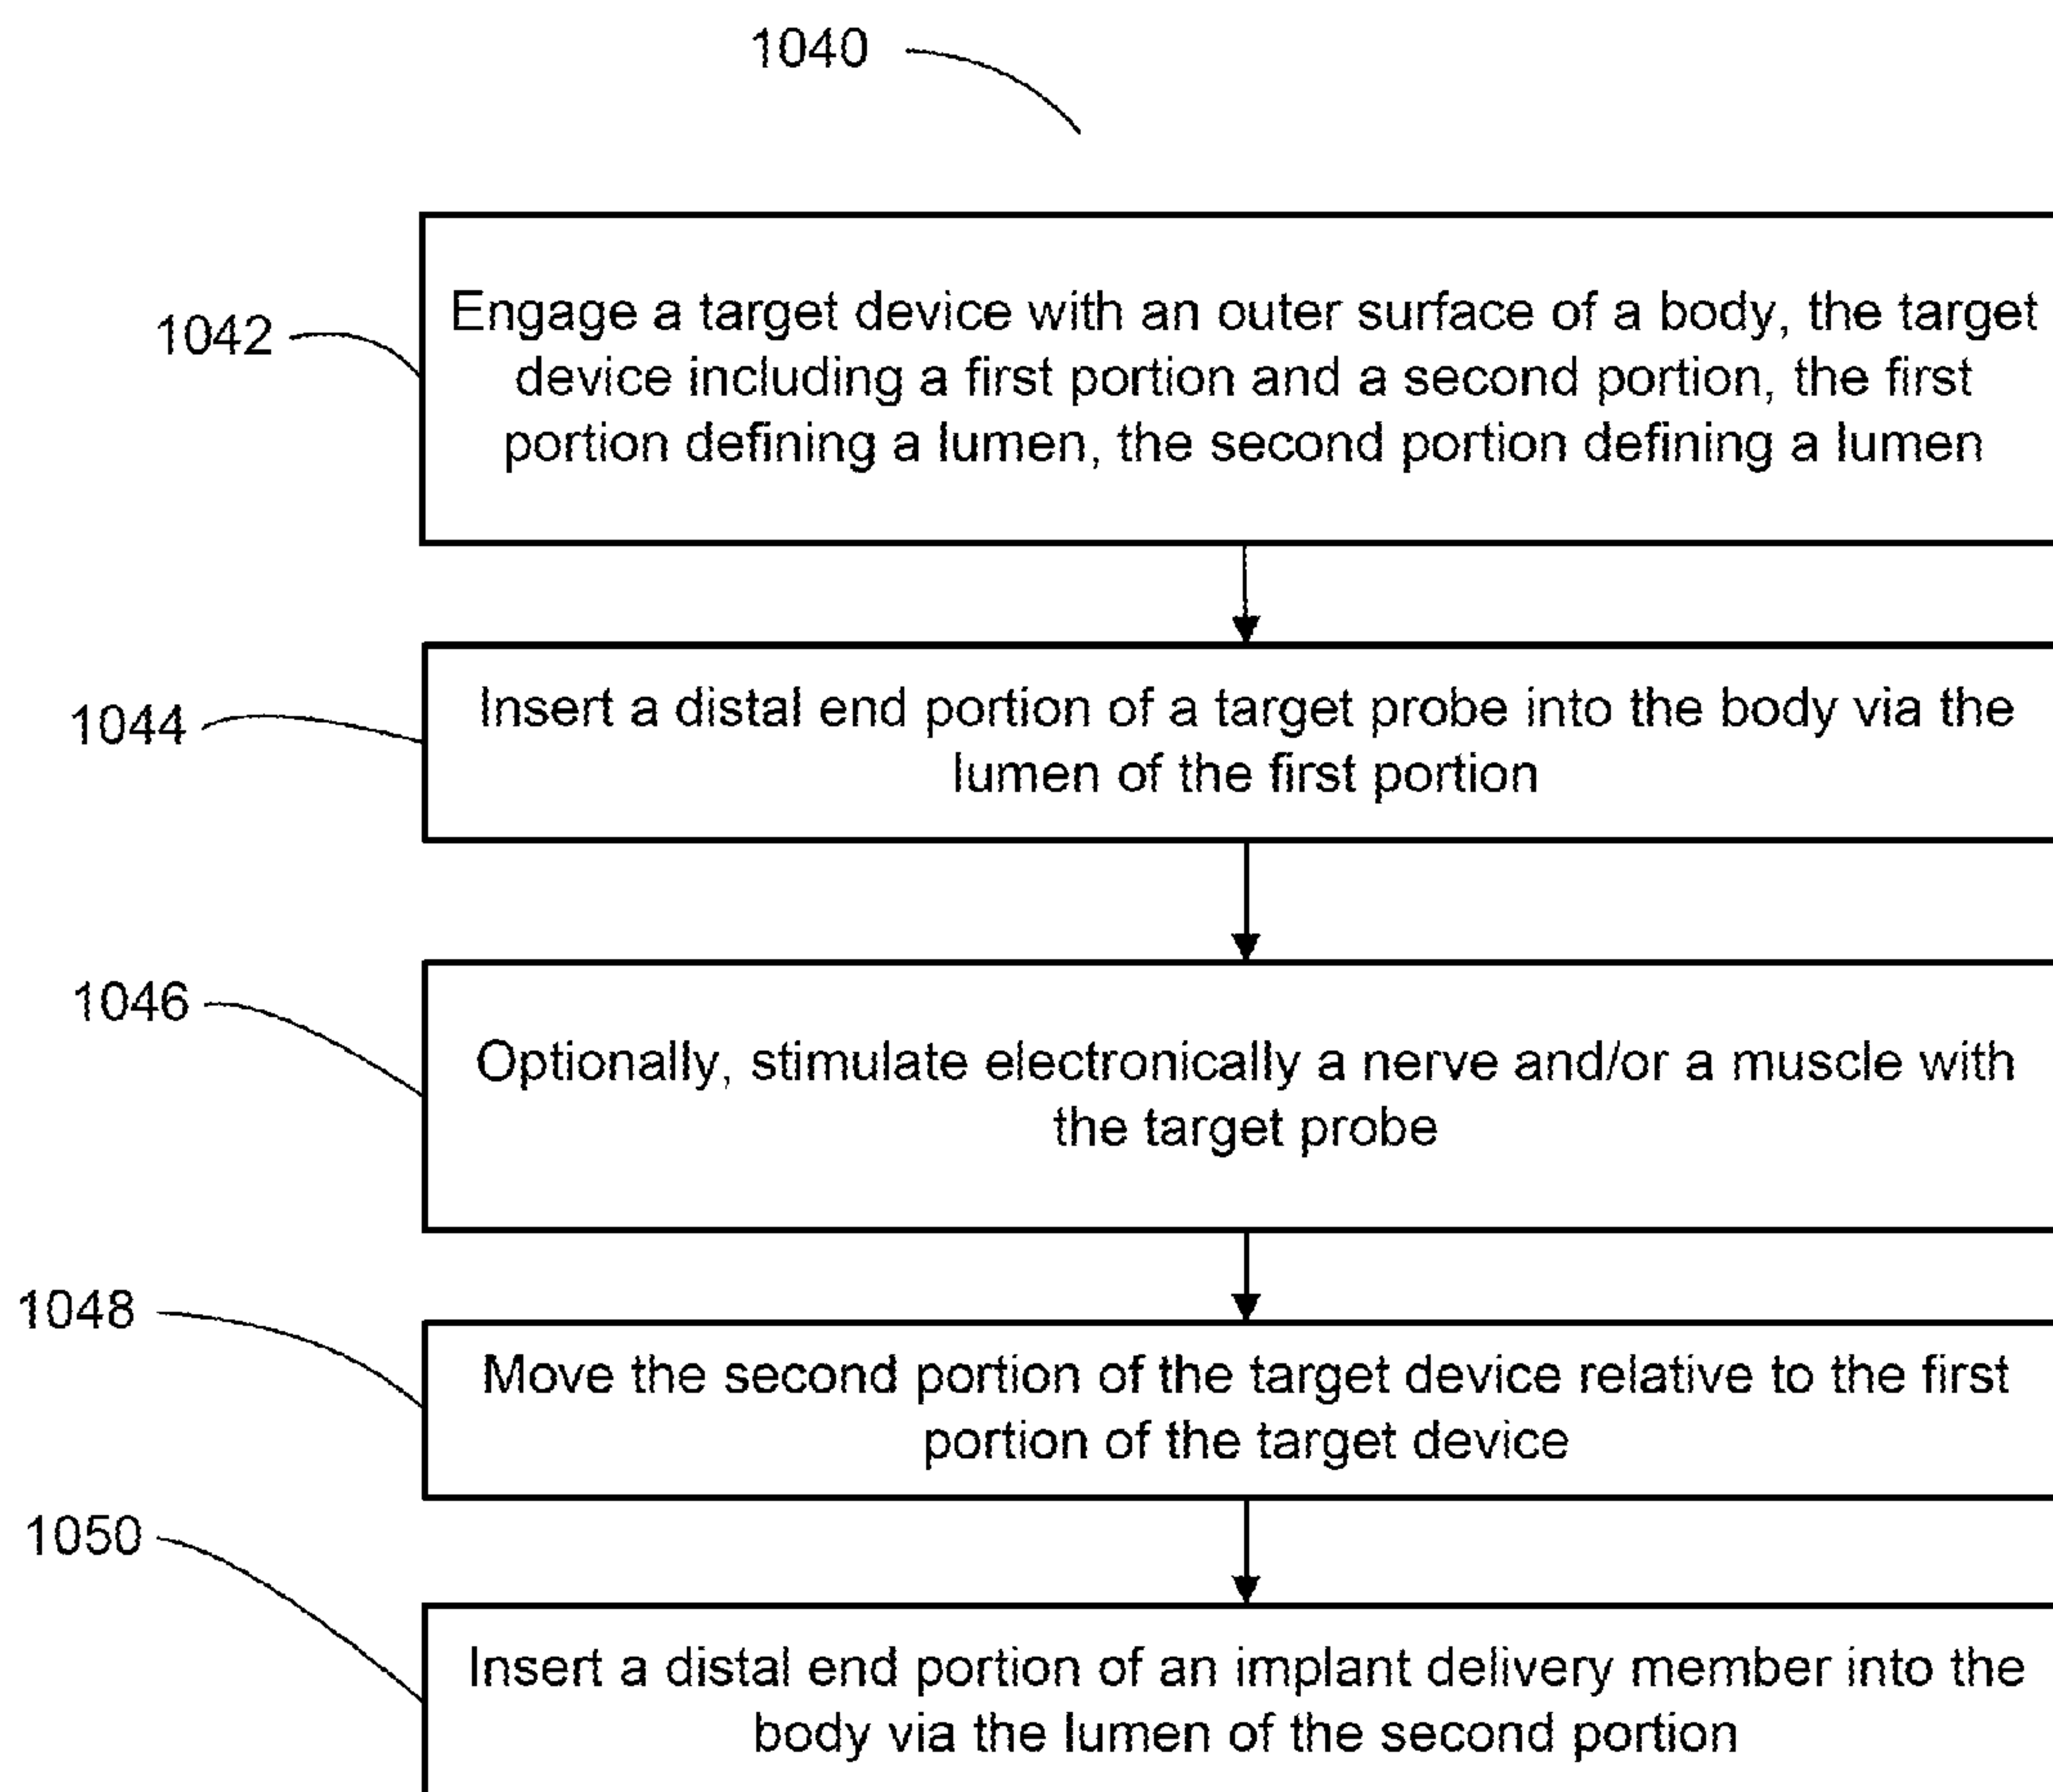 1040
1042
Engage a target device with an outer surface of a body, the target
device including a first portion and a second portion, the first
portion defining a lumen, the second portion defining a lumen
1044
Insert a distal end portion of a target probe into the body via the
lumen of the first portion
1046
Optionally, stimulate electronically a nerve and/or a muscle with
the target probe
1048
Move the second portion of the target device relative to the first
portion of the target device
1050
Insert a distal end portion of an implant delivery member into the
body via the lumen of the second portion